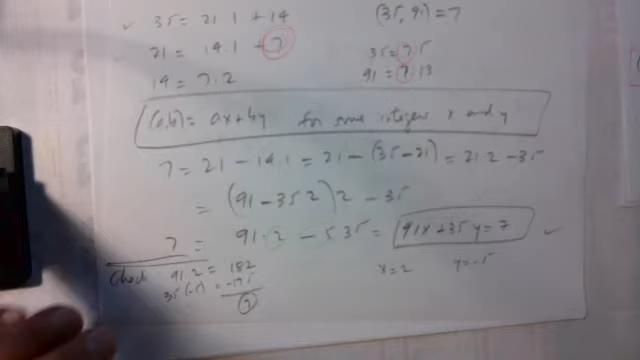 ✓ 35 = 21·1 + 14
(35, 91) = 7
21 = 14·1 + 7
35 = 7·5
14 = 7·2
91 = 7·13
(a,b) = ax + by for some integers x and y
7 = 21 - 14·1 = 21 - (35 - 21) = 21·2 - 35
= (91 - 35·2)2 - 35
7 = 91·2 - 5·35 = 91x + 35y = 7 ✓
x = 2 y = -5
Check 91·2 = 182
35(-5) = -175
7